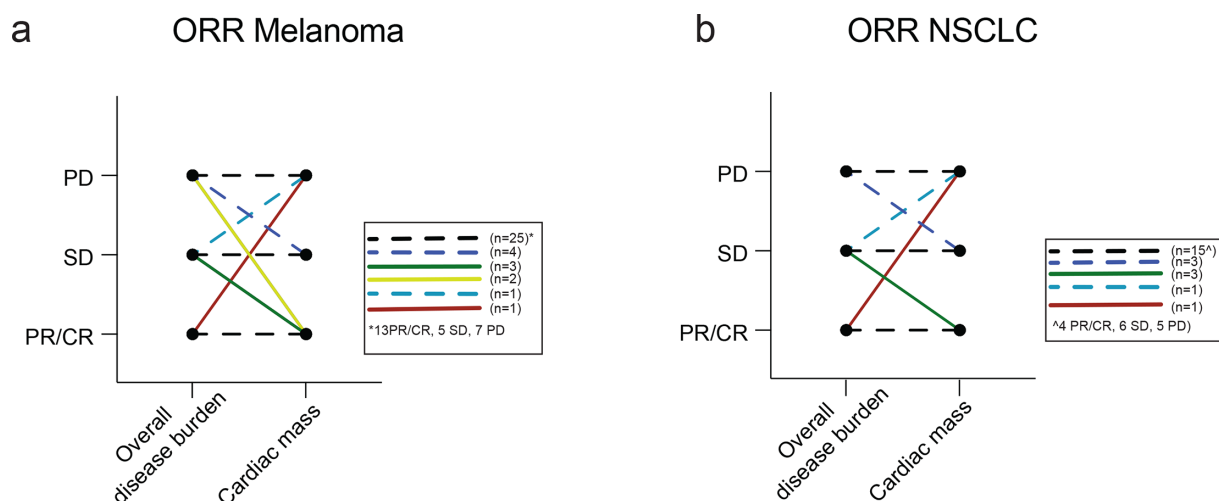 a
ORR Melanoma
PD
SD
PR/CR
Overall
disease burden
Cardiac mass
(n=25)*
(n=4)
(n=3)
(n=2)
(n=1)
(n=1)
*13PR/CR, 5 SD, 7 PD
b
ORR NSCLC
PD
SD
PR/CR
Overall
disease burden
Cardiac mass
(n=15^)
(n=3)
(n=3)
(n=1)
(n=1)
^4 PR/CR, 6 SD, 5 PD)